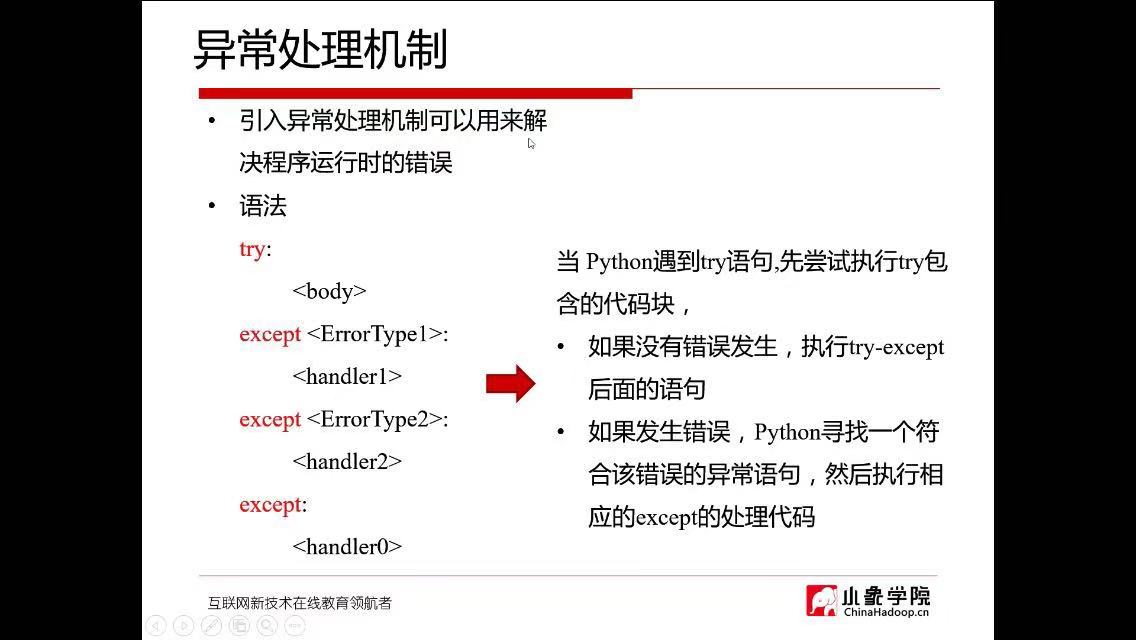 异常处理机制
• 引入异常处理机制可以用来解
决程序运行时的错误
• 语法
try:
<body>
except <ErrorType1>:
<handler1>
except <ErrorType2>:
<handler2>
except:
<handler0>
当 Python遇到try语句,先尝试执行try包
含的代码块，
• 如果没有错误发生，执行try-except
后面的语句
• 如果发生错误，Python寻找一个符
合该错误的异常语句，然后执行相
应的except的处理代码
互联网新技术在线教育领航者
小象学院
ChinaHadoop.cn